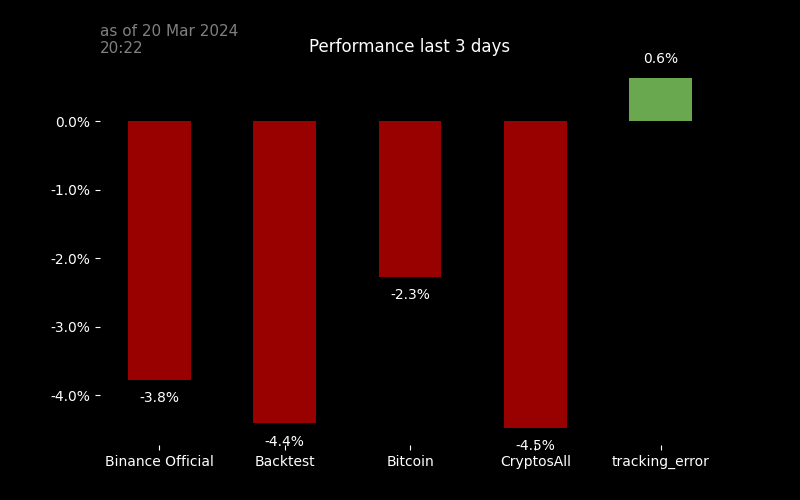 as of 20 Mar 2024
20:22
Performance last 3 days
0.6%
0.0%
-1.0%
-2.0%
-3.0%
-4.0%
-3.8%
-4.4%
-2.3%
-4.5%
Binance Official
Backtest
Bitcoin
CryptosAll
tracking_error